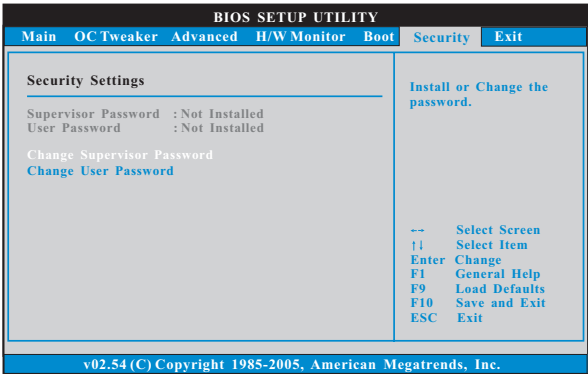 BIOS SETUP UTILITY
Main OC Tweaker Advanced H/W Monitor Boot Security Exit
Security Settings
Supervisor Password : Not Installed
User Password : Not Installed
Change Supervisor Password
Change User Password
Install or Change the
password.
←→ Select Screen
↑↓ Select Item
Enter Change
F1 General Help
F9 Load Defaults
F10 Save and Exit
ESC Exit
v02.54 (C) Copyright 1985-2005, American Megatrends, Inc.